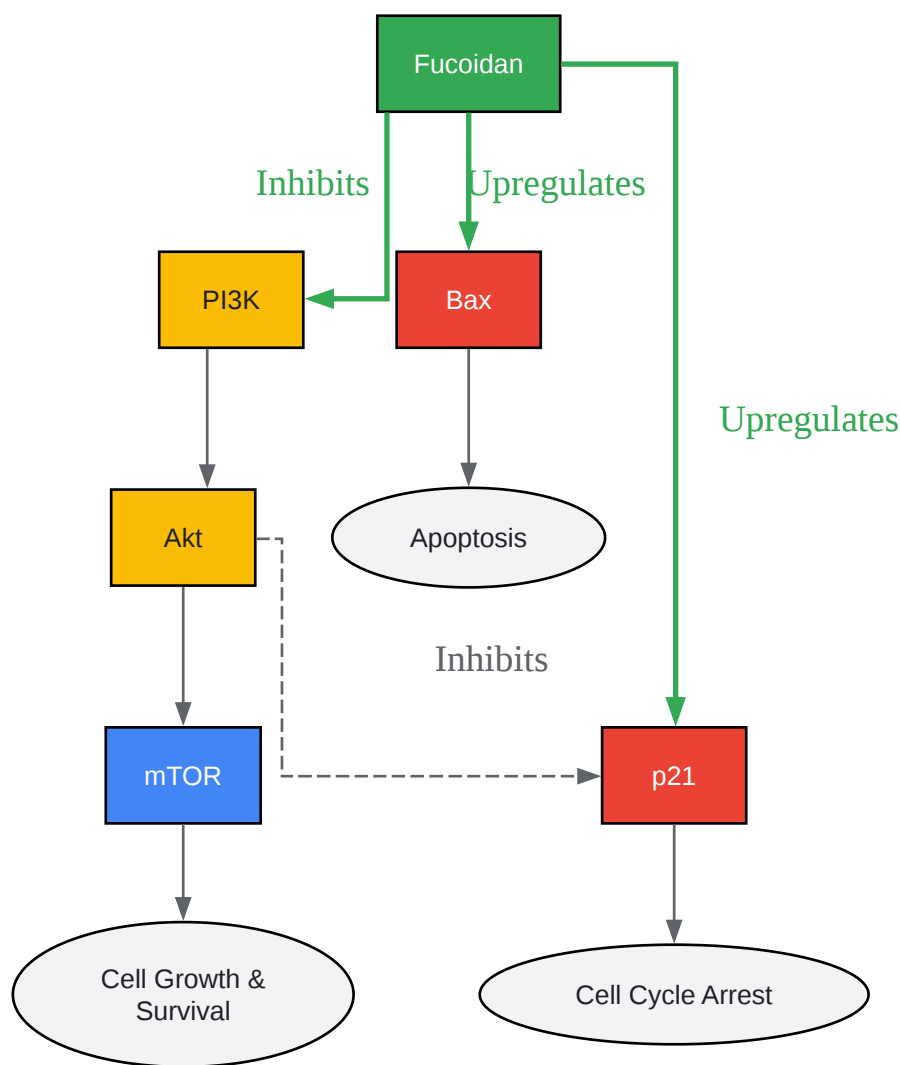 Fucoidan
Inhibits
Upregulates
PI3K
Bax
Upregulates
Akt
Apoptosis
Inhibits
mTOR
p21
Cell Growth &
Survival
Cell Cycle Arrest